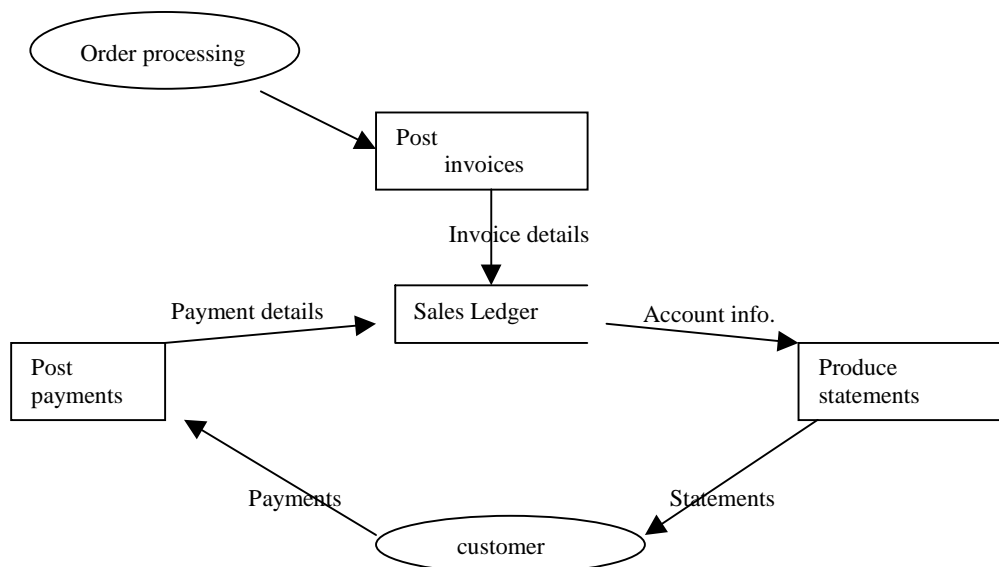 Order processing
Post
invoices
Invoice details
Payment details
Sales Ledger
Account info.
Post
payments
Produce
statements
Payments
Statements
customer